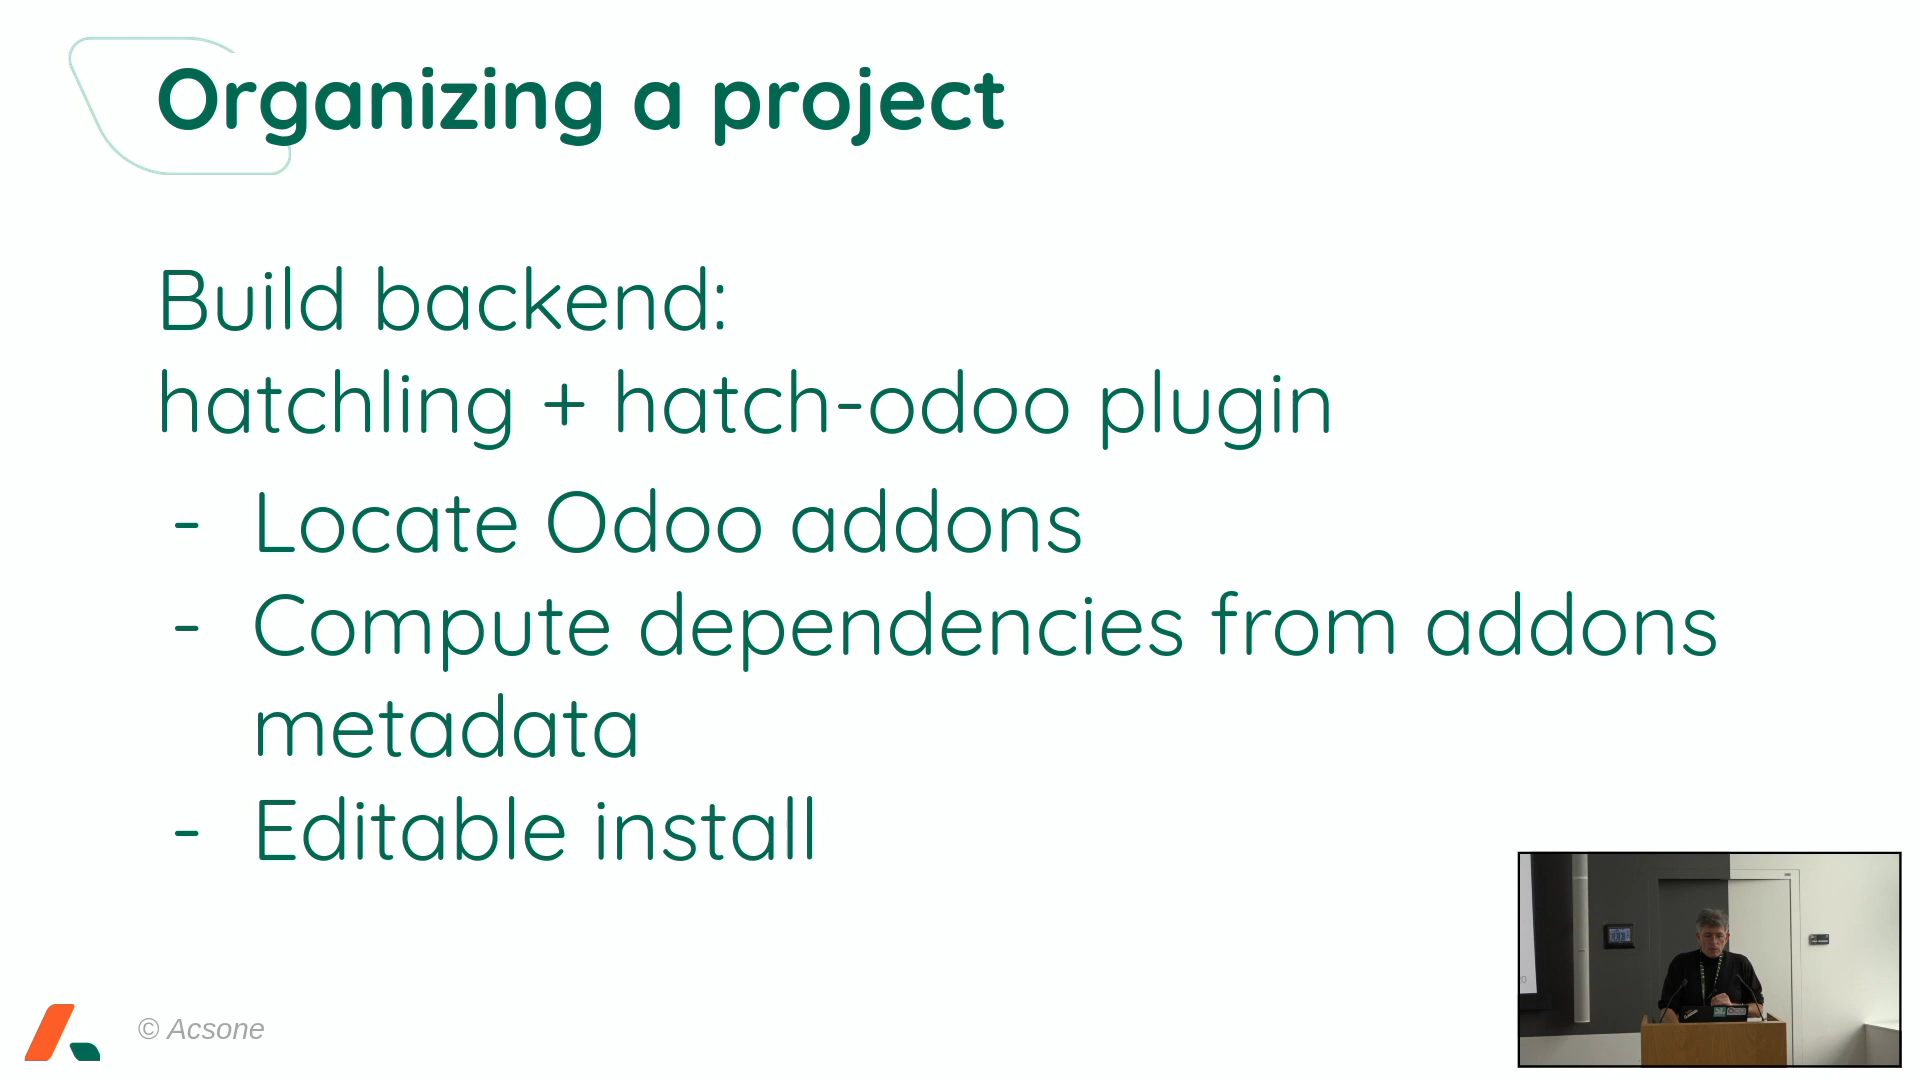 Organizing a project
Build backend:
hatchling + hatch-odoo plugin
- Locate Odoo addons
- Compute dependencies from addons
metadata
- Editable install
© Acsone